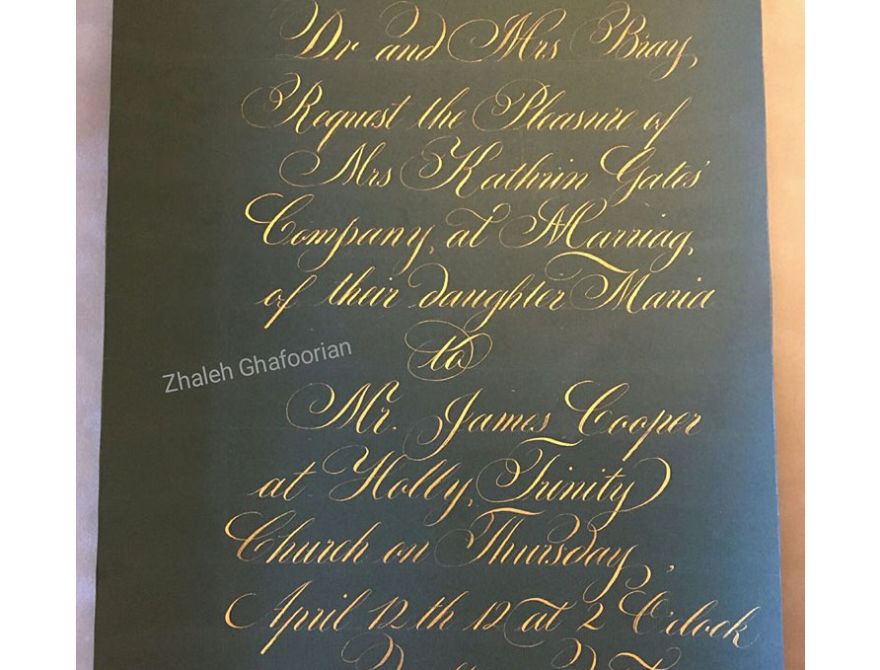 Dr and Mrs Bray,
Request the Pleasure of
Mrs Kathrin Gates'
Company, at Marriag,
of their daughter Maria
to
Zhaleh Ghafoorian
Mr. James Cooper
at Holly, Trinity
Church on Thursday,
April 12 th 12 at 2 O'clock